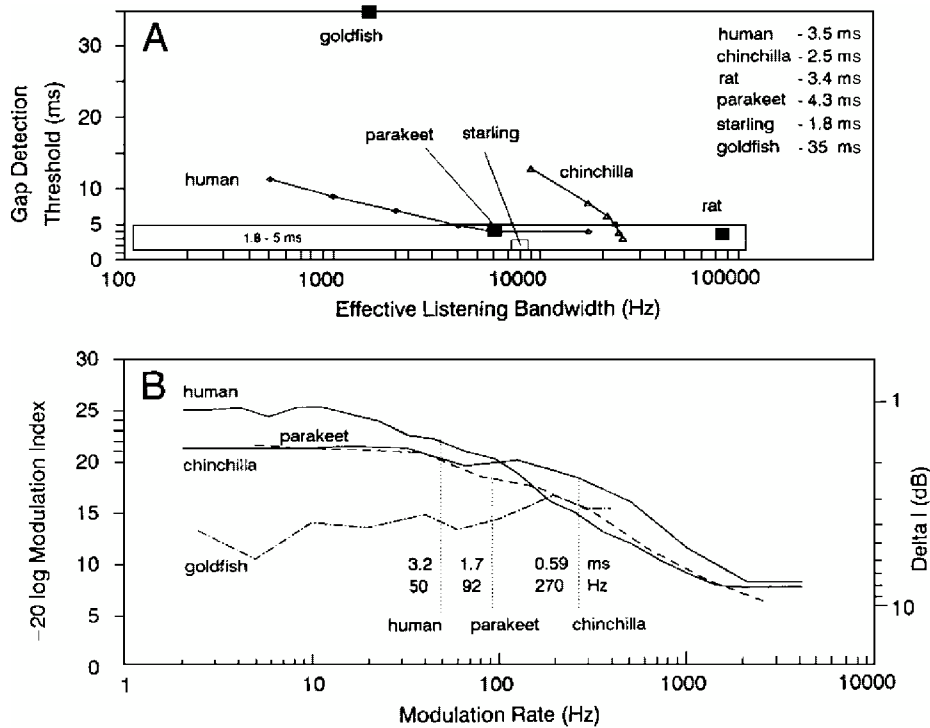 A
goldfish
human - 3.5 ms
chinchilla - 2.5 ms
rat - 3.4 ms
parakeet - 4.3 ms
starling - 1.8 ms
goldfish - 35 ms
Gap Detection
Threshold (ms)
35
25
15
10
5
0
human
parakeet
starling
chinchilla
rat
1.8 - 5 ms
100 1000 10000 100000
Effective Listening Bandwidth (Hz)
B
−20 log Modulation Index
30
25
20
15
10
5
0
human
parakeet
chinchilla
goldfish
3.2 1.7 0.59 ms
50 92 270 Hz
human parakeet chinchilla
1
10
Delta I (dB)
1 10 100 1000 10000
Modulation Rate (Hz)